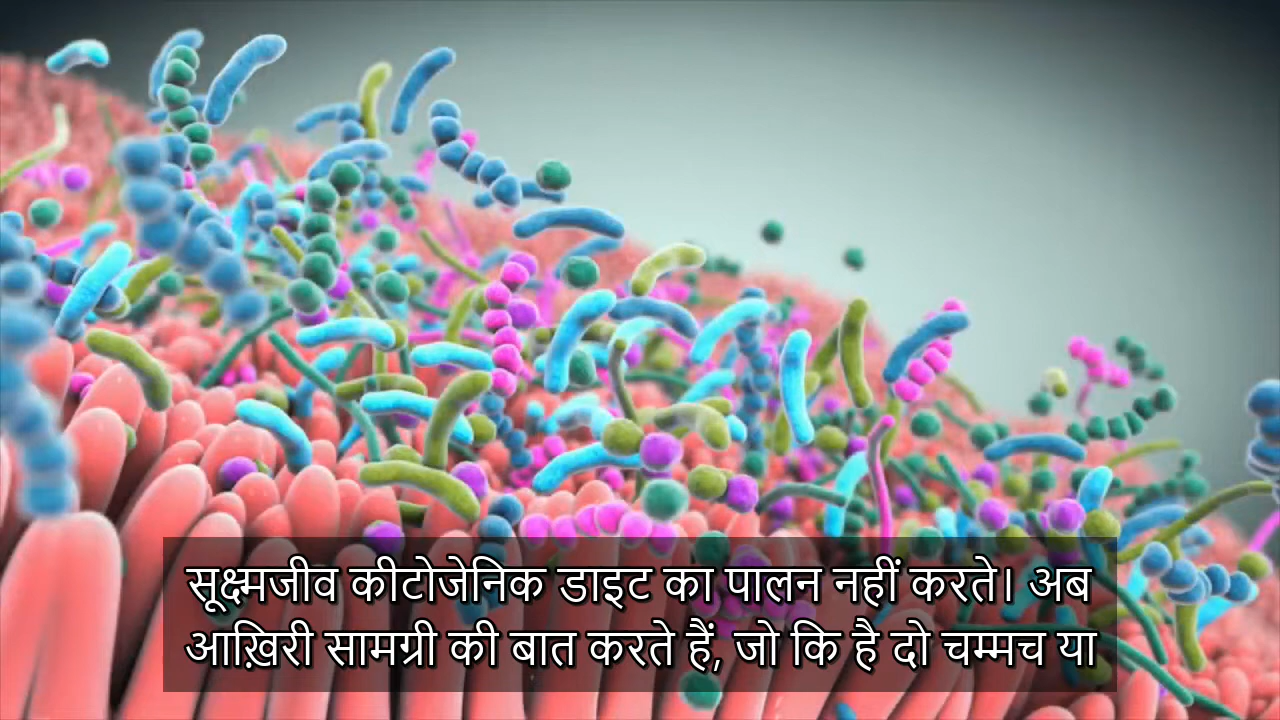 सूक्ष्मजीव कीटोजेनिक डाइट का पालन नहीं करते। अब
आख़िरी सामग्री की बात करते हैं, जो कि है दो चम्मच या